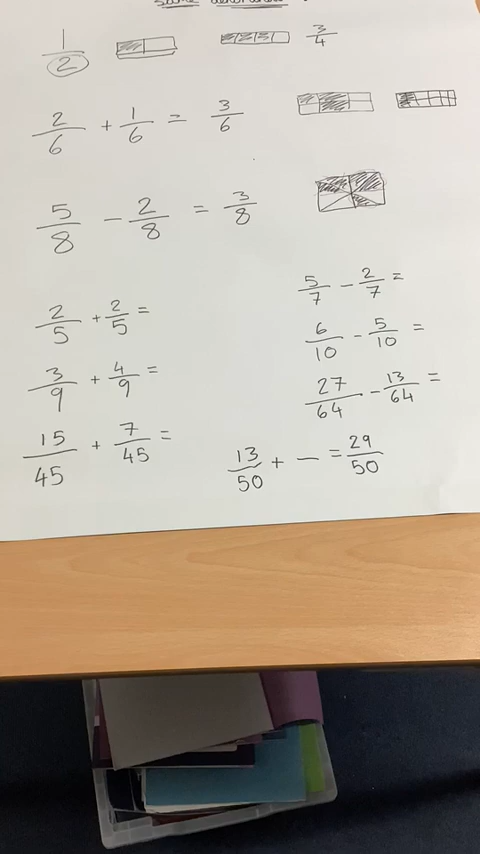 same
1/2 3/4
2/6 + 1/6 = 3/6
5/8 - 2/8 = 3/8
2/5 + 2/5 =
3/9 + 4/9 =
15/45 + 7/45 =
5/7 - 2/7 =
6/10 - 5/10 =
27/64 - 13/64 =
13/50 + — = 29/50